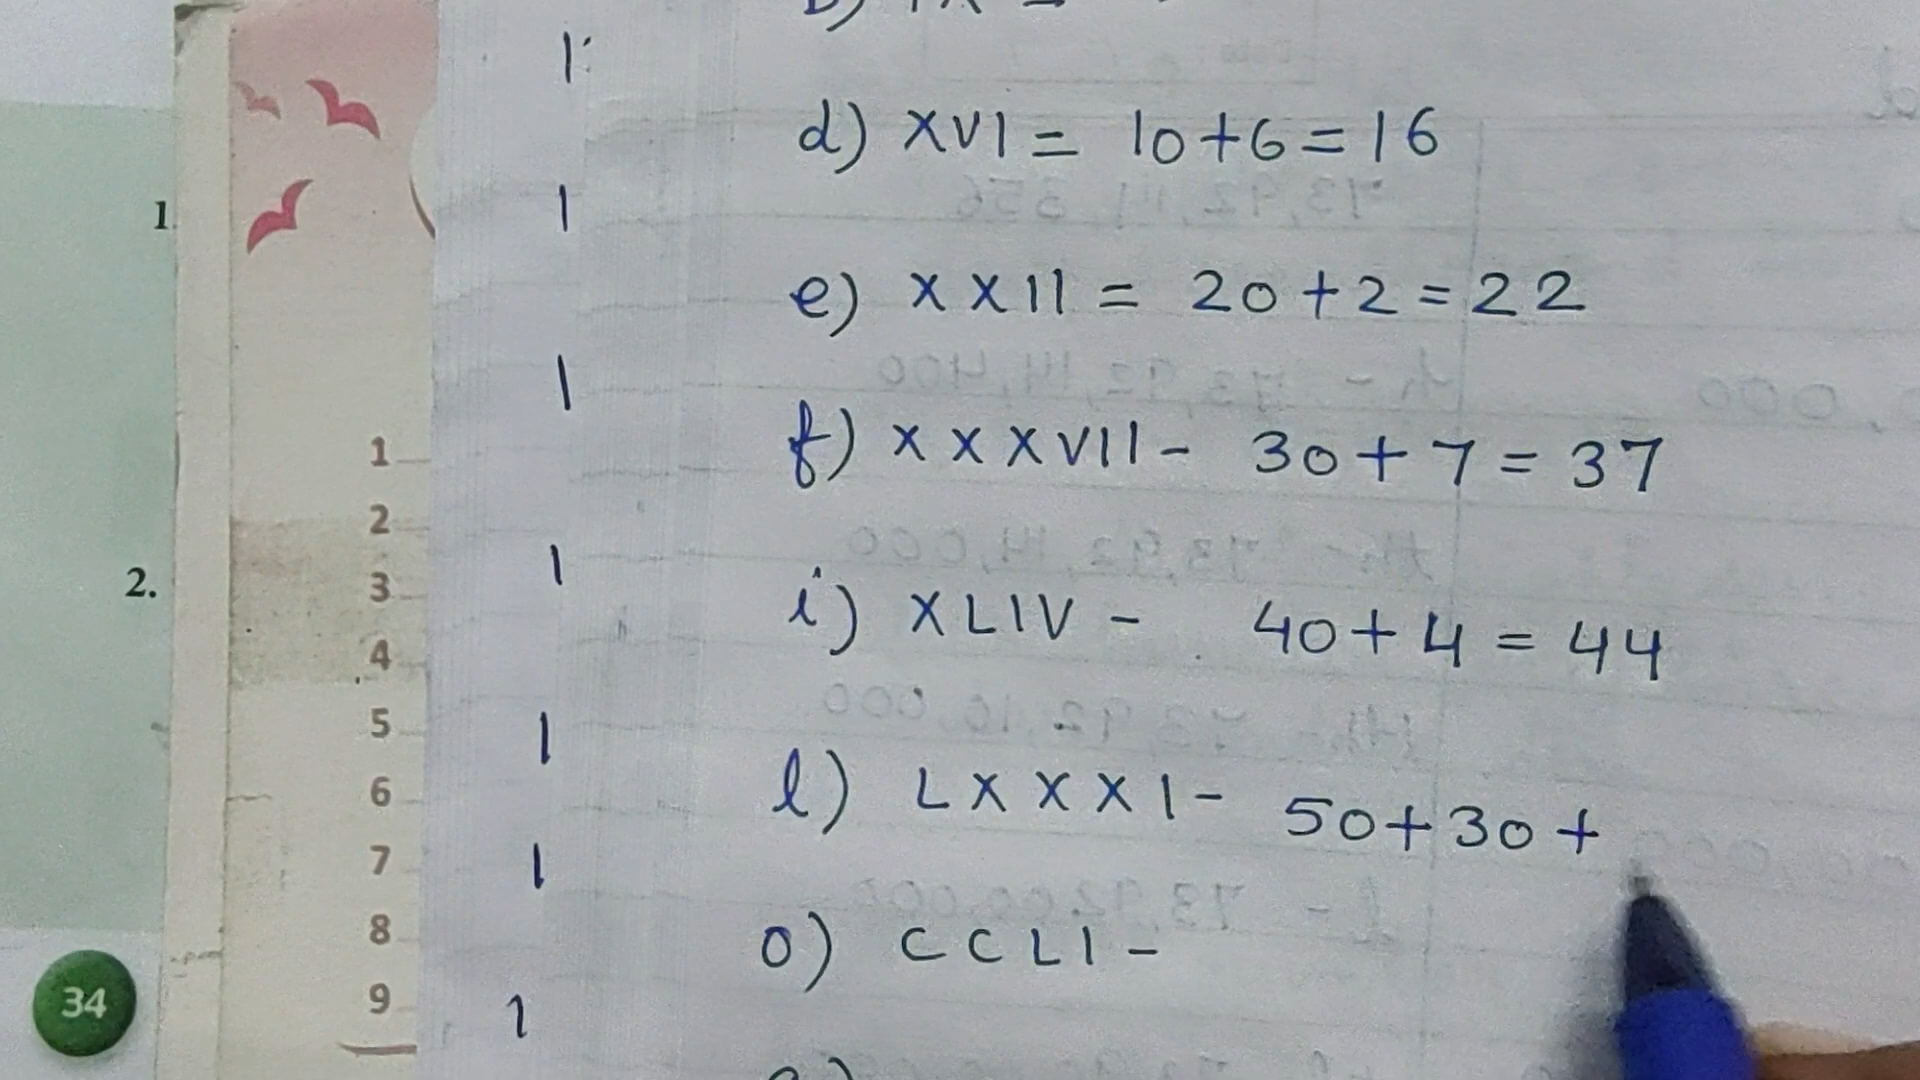 d) XVI = 10+6=16
e) XXII = 20+2=22
f) XXXVII- 30+7=37
i) XLIV - 40+4=44
l) LXXXI- 50+30+
o) CCLI-
1
2.
34
1
2
3
4
5
6
7
8
9